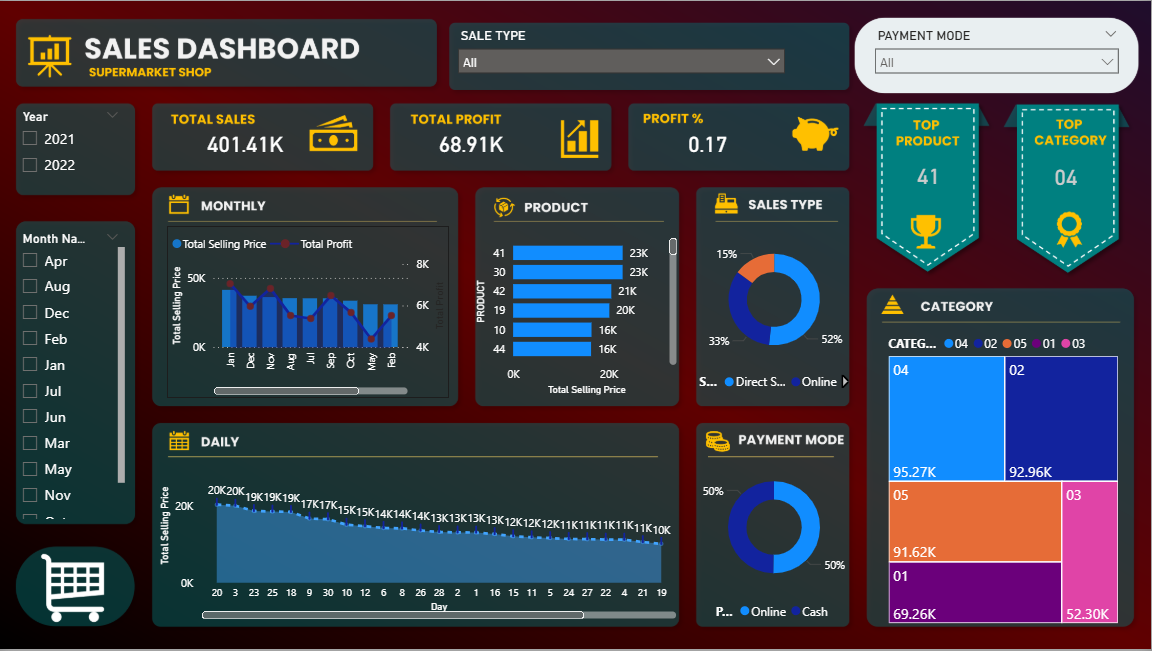 SALES DASHBOARD
SUPERMARKET SHOP
SALE TYPE
All
PAYMENT MODE
All
Year
2021
2022
TOTAL SALES
401.41K
TOTAL PROFIT
68.91K
PROFIT %
0.17
TOP
PRODUCT
41
TOP
CATEGORY
04
Month Na...
Apr
Aug
Dec
Feb
Jan
Jul
Jun
Mar
May
Nov
MONTHLY
Total Selling Price Total Profit
Total Selling Price
50K
0K
8K
6K
4K
Total Profit
Jan Dec Nov Aug Jul Sep Oct May Feb
PRODUCT
PRODUCT
41 23K
30 23K
42 21K
19 20K
10 16K
44 16K
0K 20K
Total Selling Price
SALES TYPE
15%
33%
52%
S... Direct S... Online
CATEGORY
CATEG... 04 02 05 01 03
04
95.27K
02
92.96K
05
91.62K
03
52.30K
01
69.26K
DAILY
Total Selling Price
20K
0K
20K 20K 19K 19K 19K 17K 17K 15K 15K 14K 14K 14K 13K 13K 13K 13K 12K 12K 12K 11K 11K 11K 11K 11K 10K
20 3 23 25 18 9 30 10 12 6 8 26 28 2 1 16 15 11 5 24 27 22 4 21 19
Day
PAYMENT MODE
50%
50%
P... Online Cash